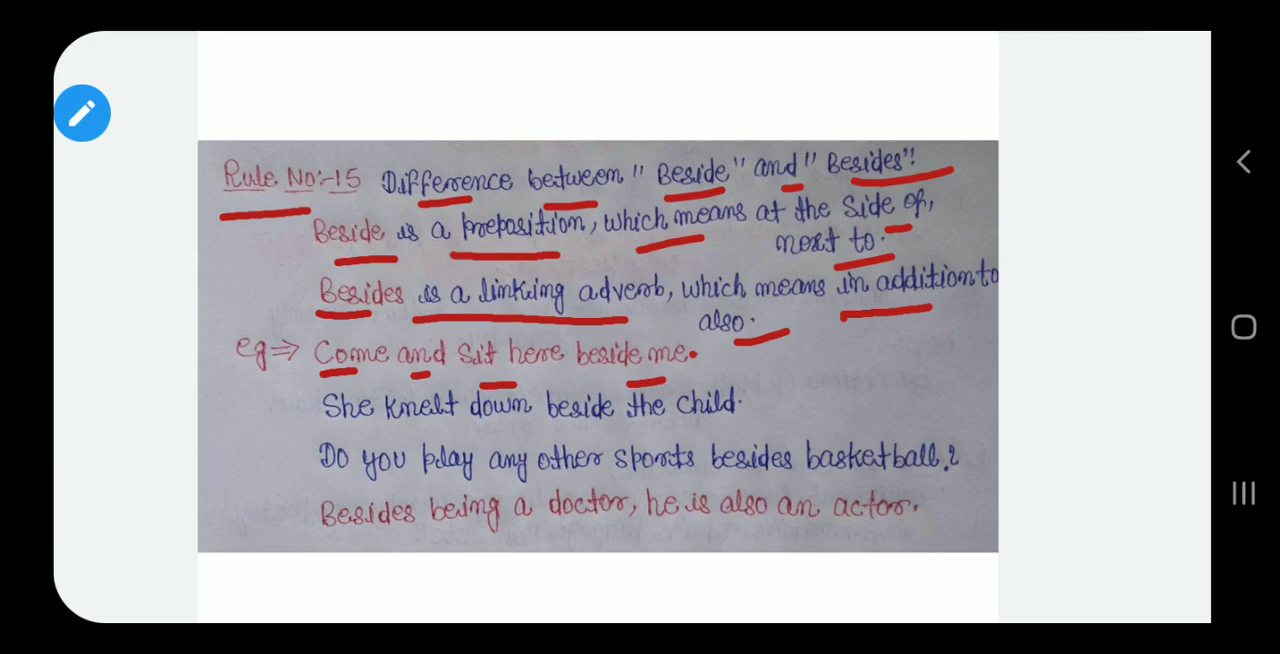 Rule No:-15 Difference between "Beside" and "Besides"!
Beside is a preposition, which means at the side of,
next to.
Besides is a linking adverb, which means in addition to
also.
eg⇒ Come and sit here beside me.
She knelt down beside the child.
Do you play any other sports besides basketball.?
Besides being a doctor, he is also an actor.